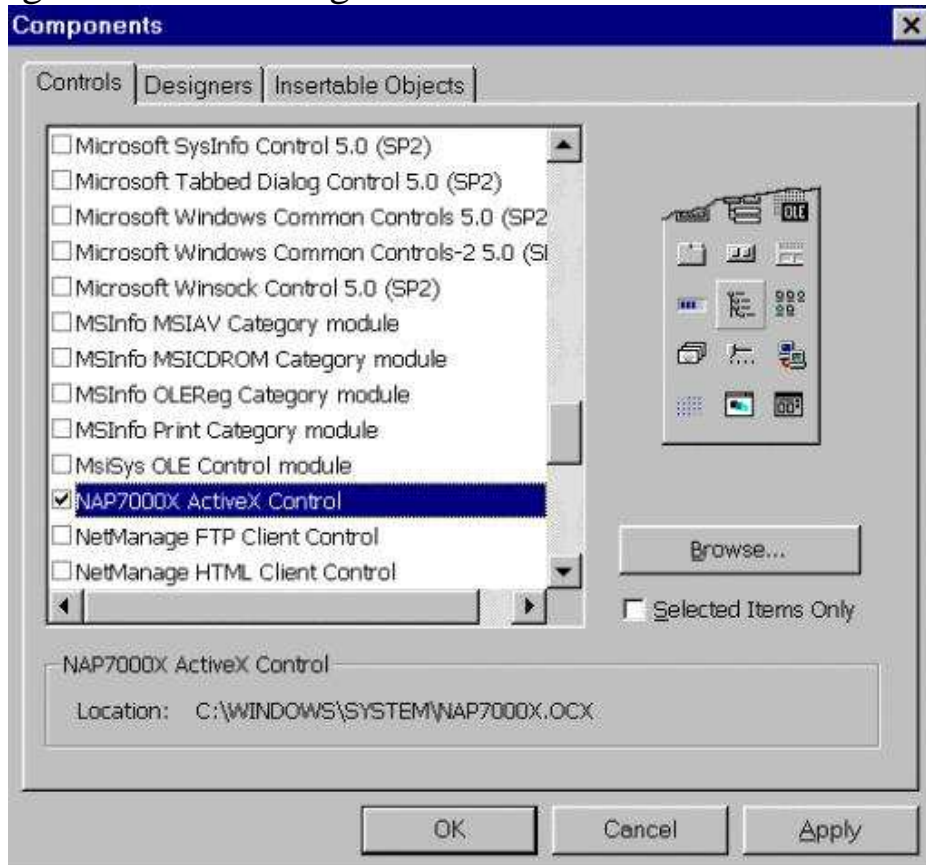 Components
Controls Designers Insertable Objects
Microsoft SysInfo Control 5.0 (SP2)
Microsoft Tabbed Dialog Control 5.0 (SP2)
Microsoft Windows Common Controls 5.0 (SP2
Microsoft Windows Common Controls-2 5.0 (SI
Microsoft Winsock Control 5.0 (SP2)
MSInfo MSIAV Category module
MSInfo MSICDROM Category module
MSInfo OLEReg Category module
MSInfo Print Category module
MsiSys OLE Control module
NAP7000X ActiveX Control
NetManage FTP Client Control
NetManage HTML Client Control
OLE
Browse...
Selected Items Only
NAP7000X ActiveX Control
Location: C:\WINDOWS\SYSTEM\NAP7000X.OCX
OK Cancel Apply